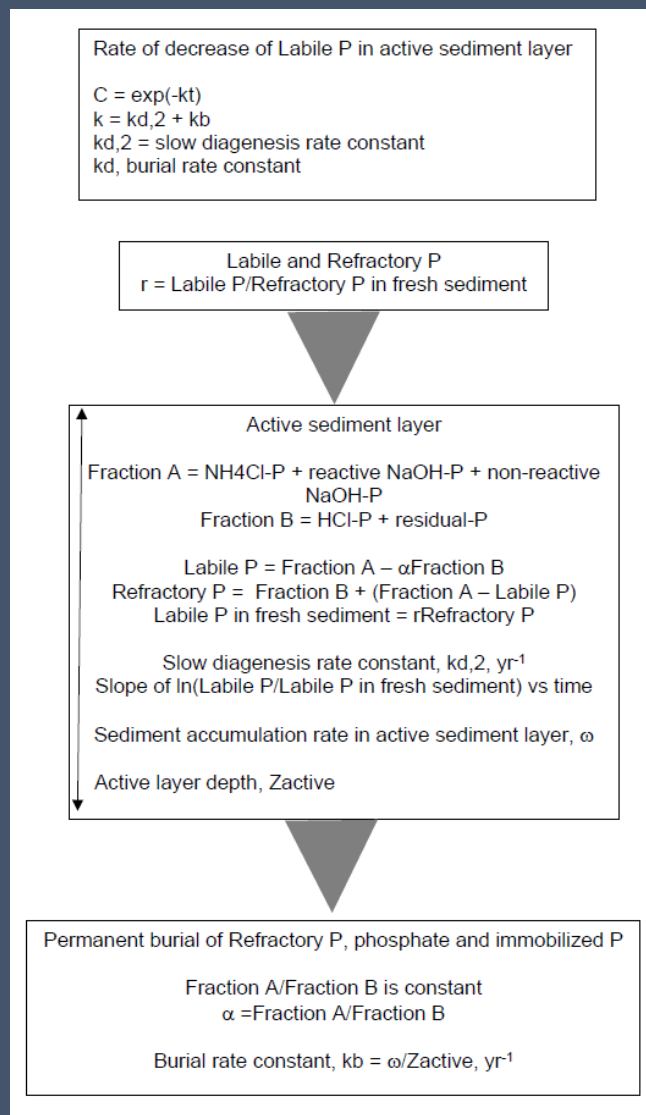 Rate of decrease of Labile P in active sediment layer
C = exp(-kt)
k = kd,2 + kb
kd,2 = slow diagenesis rate constant
kd, burial rate constant
Labile and Refractory P
r = Labile P/Refractory P in fresh sediment
Active sediment layer
Fraction A = NH4Cl-P + reactive NaOH-P + non-reactive
NaOH-P
Fraction B = HCl-P + residual-P
Labile P = Fraction A – αFraction B
Refractory P =  Fraction B + (Fraction A – Labile P)
Labile P in fresh sediment = rRefractory P
Slow diagenesis rate constant, kd,2, yr⁻¹
Slope of ln(Labile P/Labile P in fresh sediment) vs time
Sediment accumulation rate in active sediment layer, ω
Active layer depth, Zactive
Permanent burial of Refractory P, phosphate and immobilized P
Fraction A/Fraction B is constant
α =Fraction A/Fraction B
Burial rate constant, kb = ω/Zactive, yr⁻¹